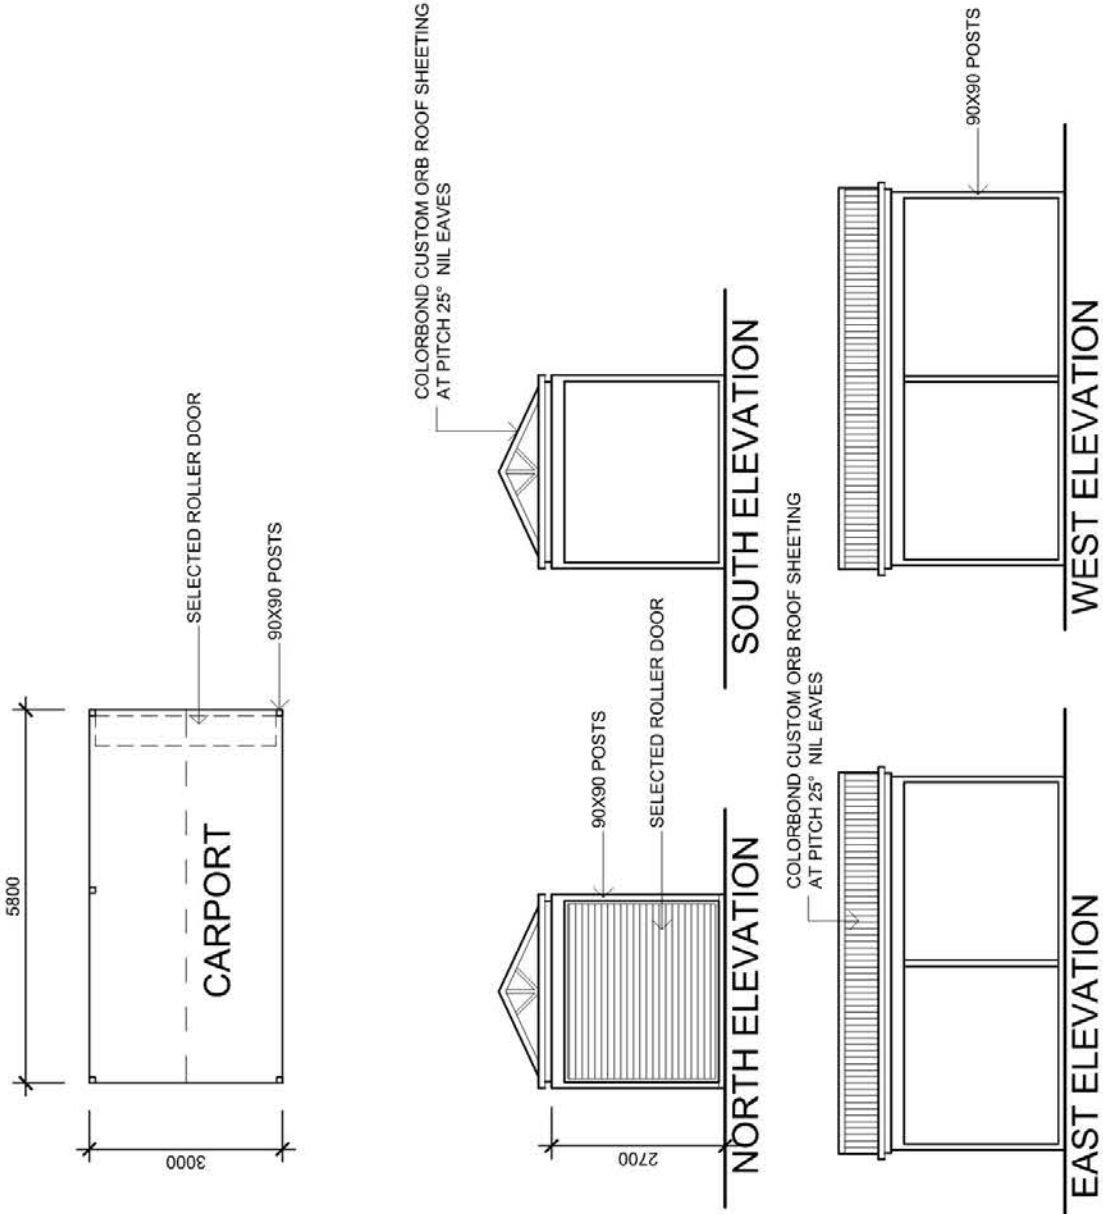 5800
3000
CARPORT
SELECTED ROLLER DOOR
90X90 POSTS
2700
90X90 POSTS
SELECTED ROLLER DOOR
NORTH ELEVATION
COLORBOND CUSTOM ORB ROOF SHEETING
AT PITCH 25° NIL EAVES
SOUTH ELEVATION
COLORBOND CUSTOM ORB ROOF SHEETING
AT PITCH 25° NIL EAVES
EAST ELEVATION
90X90 POSTS
WEST ELEVATION